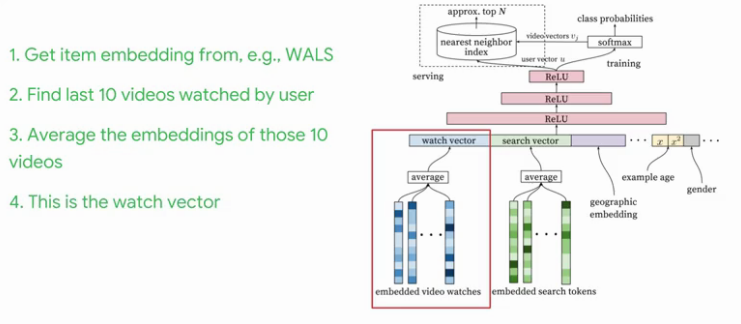 1. Get item embedding from, e.g., WALS
2. Find last 10 videos watched by user
3. Average the embeddings of those 10
videos
4. This is the watch vector
approx. top N
class probabilities
nearest neighbor
index
video vectors vj
softmax
user vector u
serving
training
ReLU
ReLU
ReLU
watch vector
search vector
...
x
x²
...
average
average
example age
gender
geographic
embedding
...
...
embedded video watches
embedded search tokens